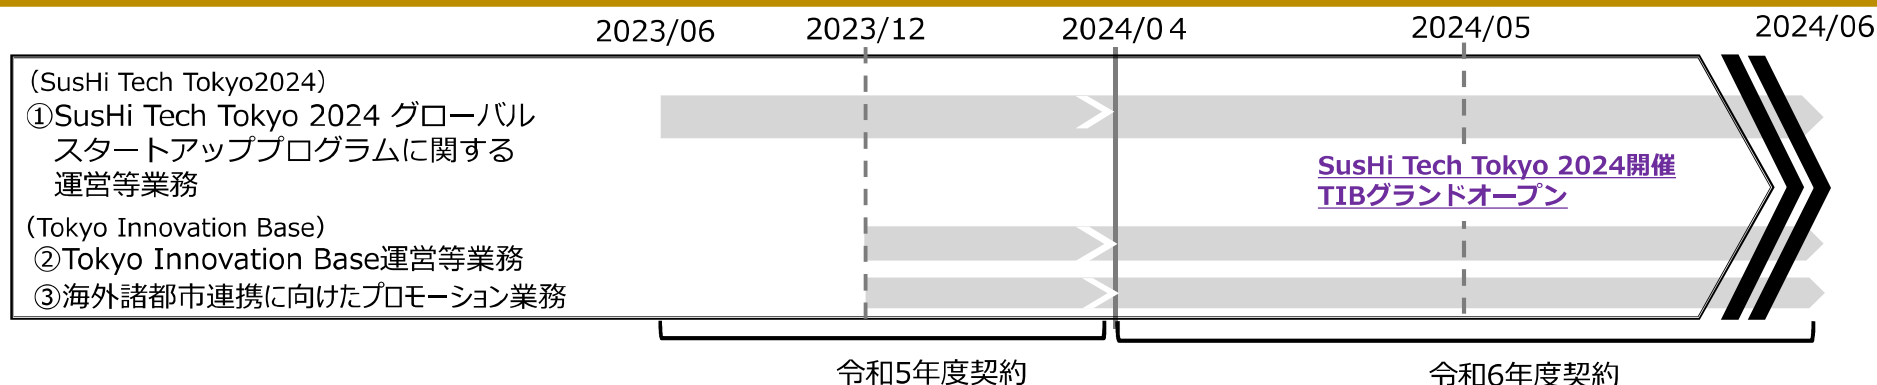 2023/06 2023/12 2024/04 2024/05 2024/06
（SusHi Tech Tokyo2024）
①SusHi Tech Tokyo 2024 グローバル
スタートアッププログラムに関する
運営等業務
SusHi Tech Tokyo 2024開催
TIBグランドオープン
（Tokyo Innovation Base）
②Tokyo Innovation Base運営等業務
③海外諸都市連携に向けたプロモーション業務
令和5年度契約 令和6年度契約